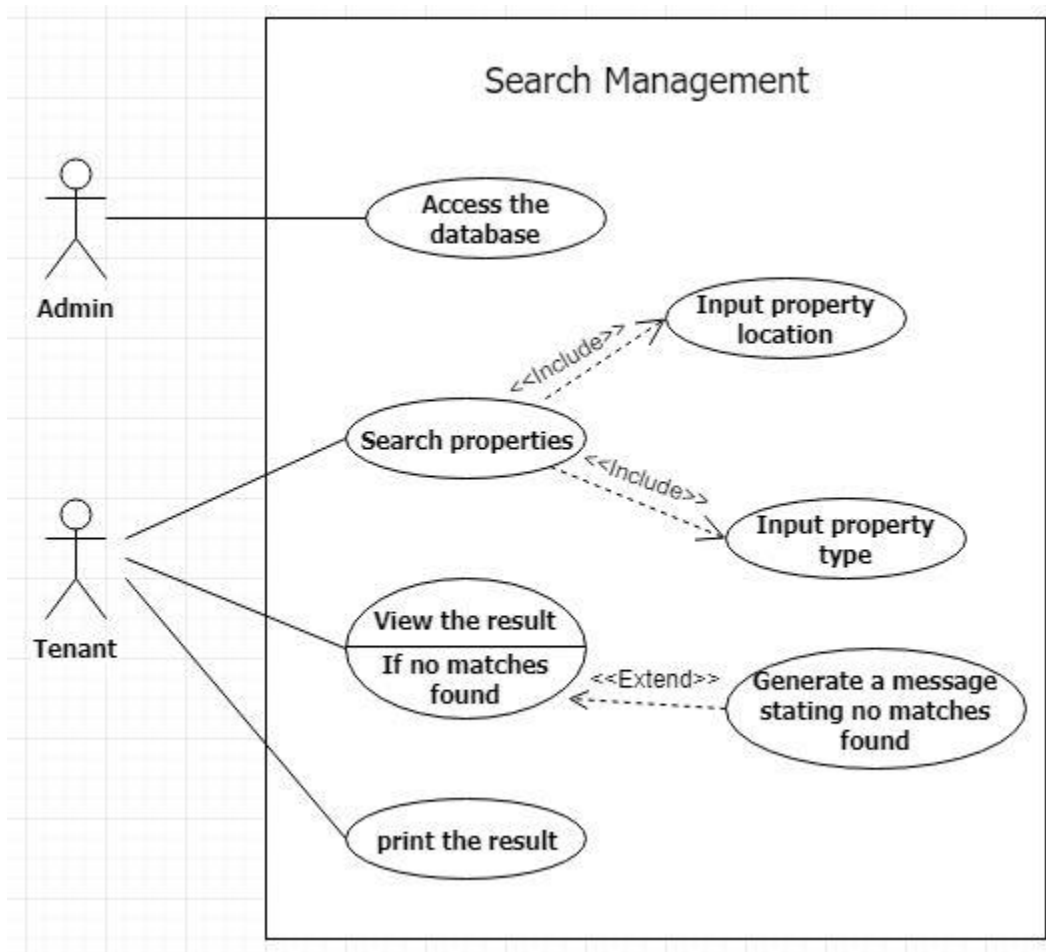 Search Management
Access the
database
Admin
Input property
location
<<Include>>
Search properties
<<Include>>
Input property
type
Tenant
View the result
If no matches
found
<<Extend>>
Generate a message
stating no matches
found
print the result